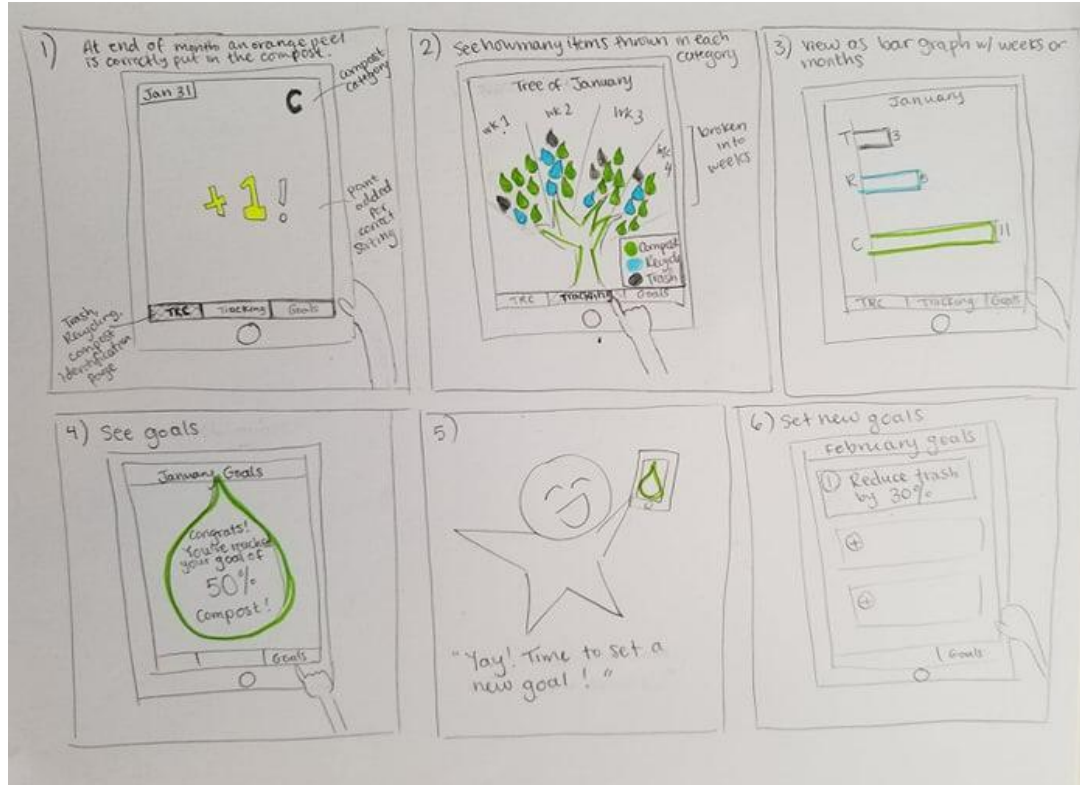 1) At end of month an orange peel
is correctly put in the compost.
Jan 31
C
compost
category
+1!
point
added
per
correct
sorting
TRC Tracking Goals
Trash,
Recycling,
compost
identification
page
2) See how many items thrown in each
category
Tree of January
wk 1 wk 2 wk 3
wk
4
broken
into
weeks
Compost
Recycle
Trash
TRC Tracking Goals
3) view as bar graph w/ weeks or
months
January
T 3
R
C 11
TRC Tracking Goals
4) See goals
January Goals
Congrats!
You've reached
your goal of
50%
Compost!
Goals
5)
"Yay! Time to set a
new goal!"
6) Set new goals
February goals
① Reduce trash
by 30%
+
+
Goals